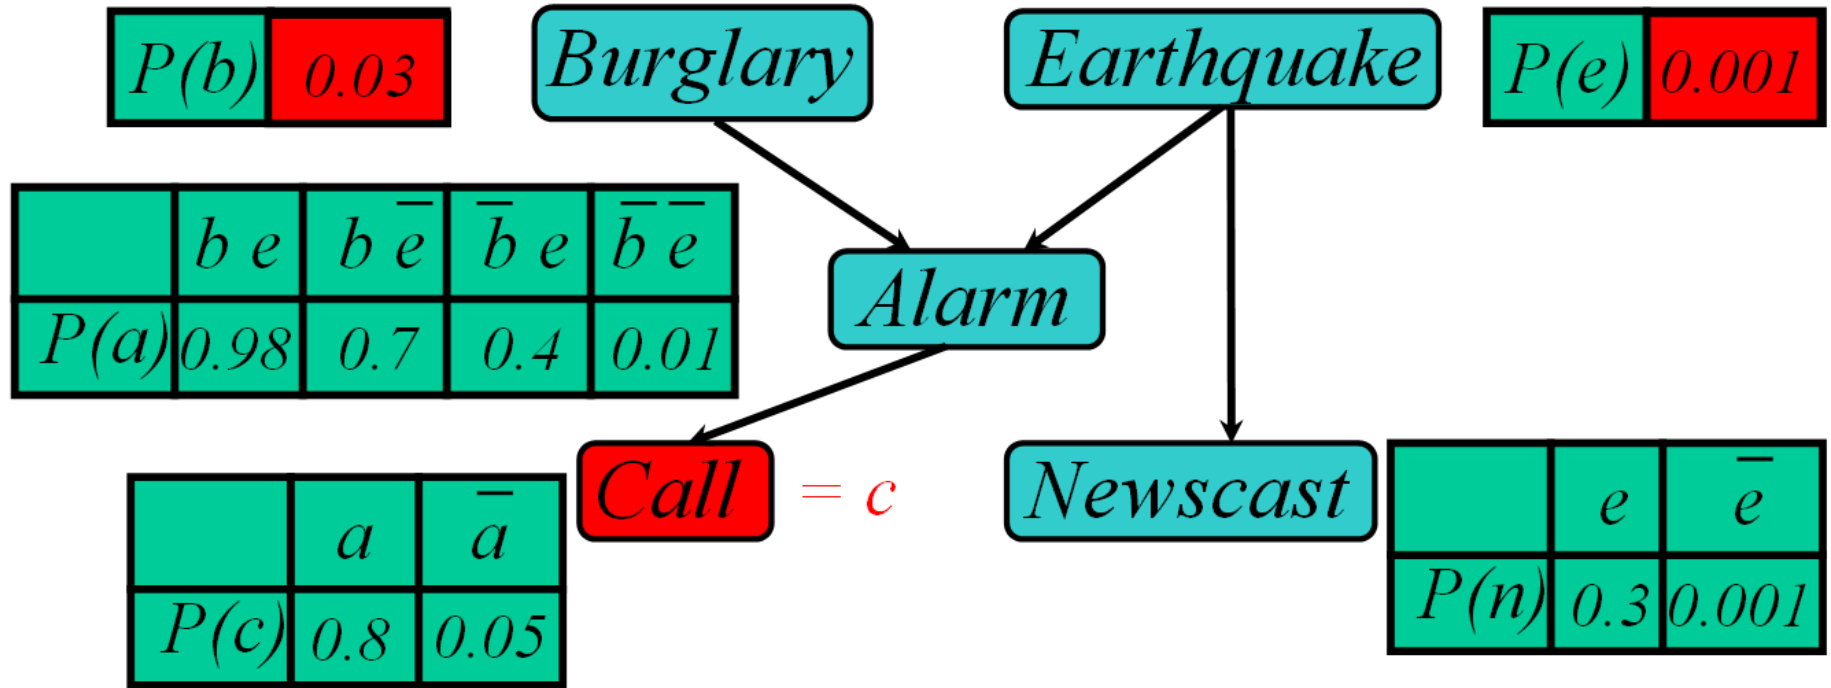 P(b) 0.03
Burglary
Earthquake
P(e) 0.001
b e b e̅ b̅ e b̅ e̅
P(a) 0.98 0.7 0.4 0.01
Alarm
Call = c
Newscast
a a̅
P(c) 0.8 0.05
e e̅
P(n) 0.3 0.001